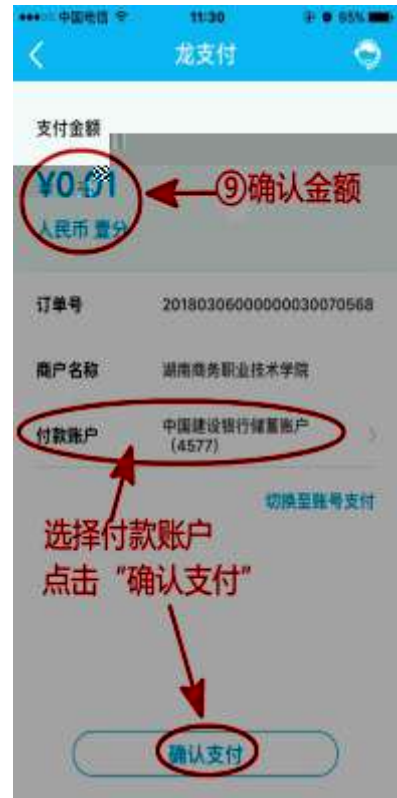 中国电信 11:30 65%
龙支付
支付金额
¥0.01
⑨确认金额
人民币 壹分
订单号 20180306000000030070568
商户名称 湖南商务职业技术学院
付款账户 中国建设银行储蓄账户
(4577)
切换至账号支付
选择付款账户
点击“确认支付”
确认支付